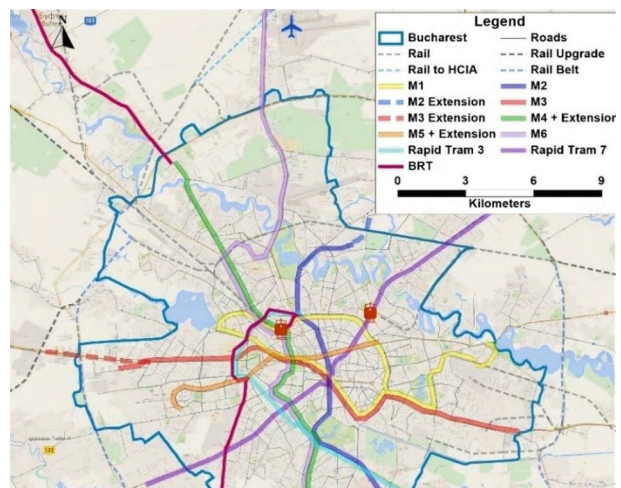 Legend
Bucharest
Roads
Rail
Rail Upgrade
Rail to HCIA
Rail Belt
M1
M2
M2 Extension
M3
M3 Extension
M4 + Extension
M5 + Extension
M6
Rapid Tram 3
Rapid Tram 7
BRT
0 3 6 9
Kilometers
N